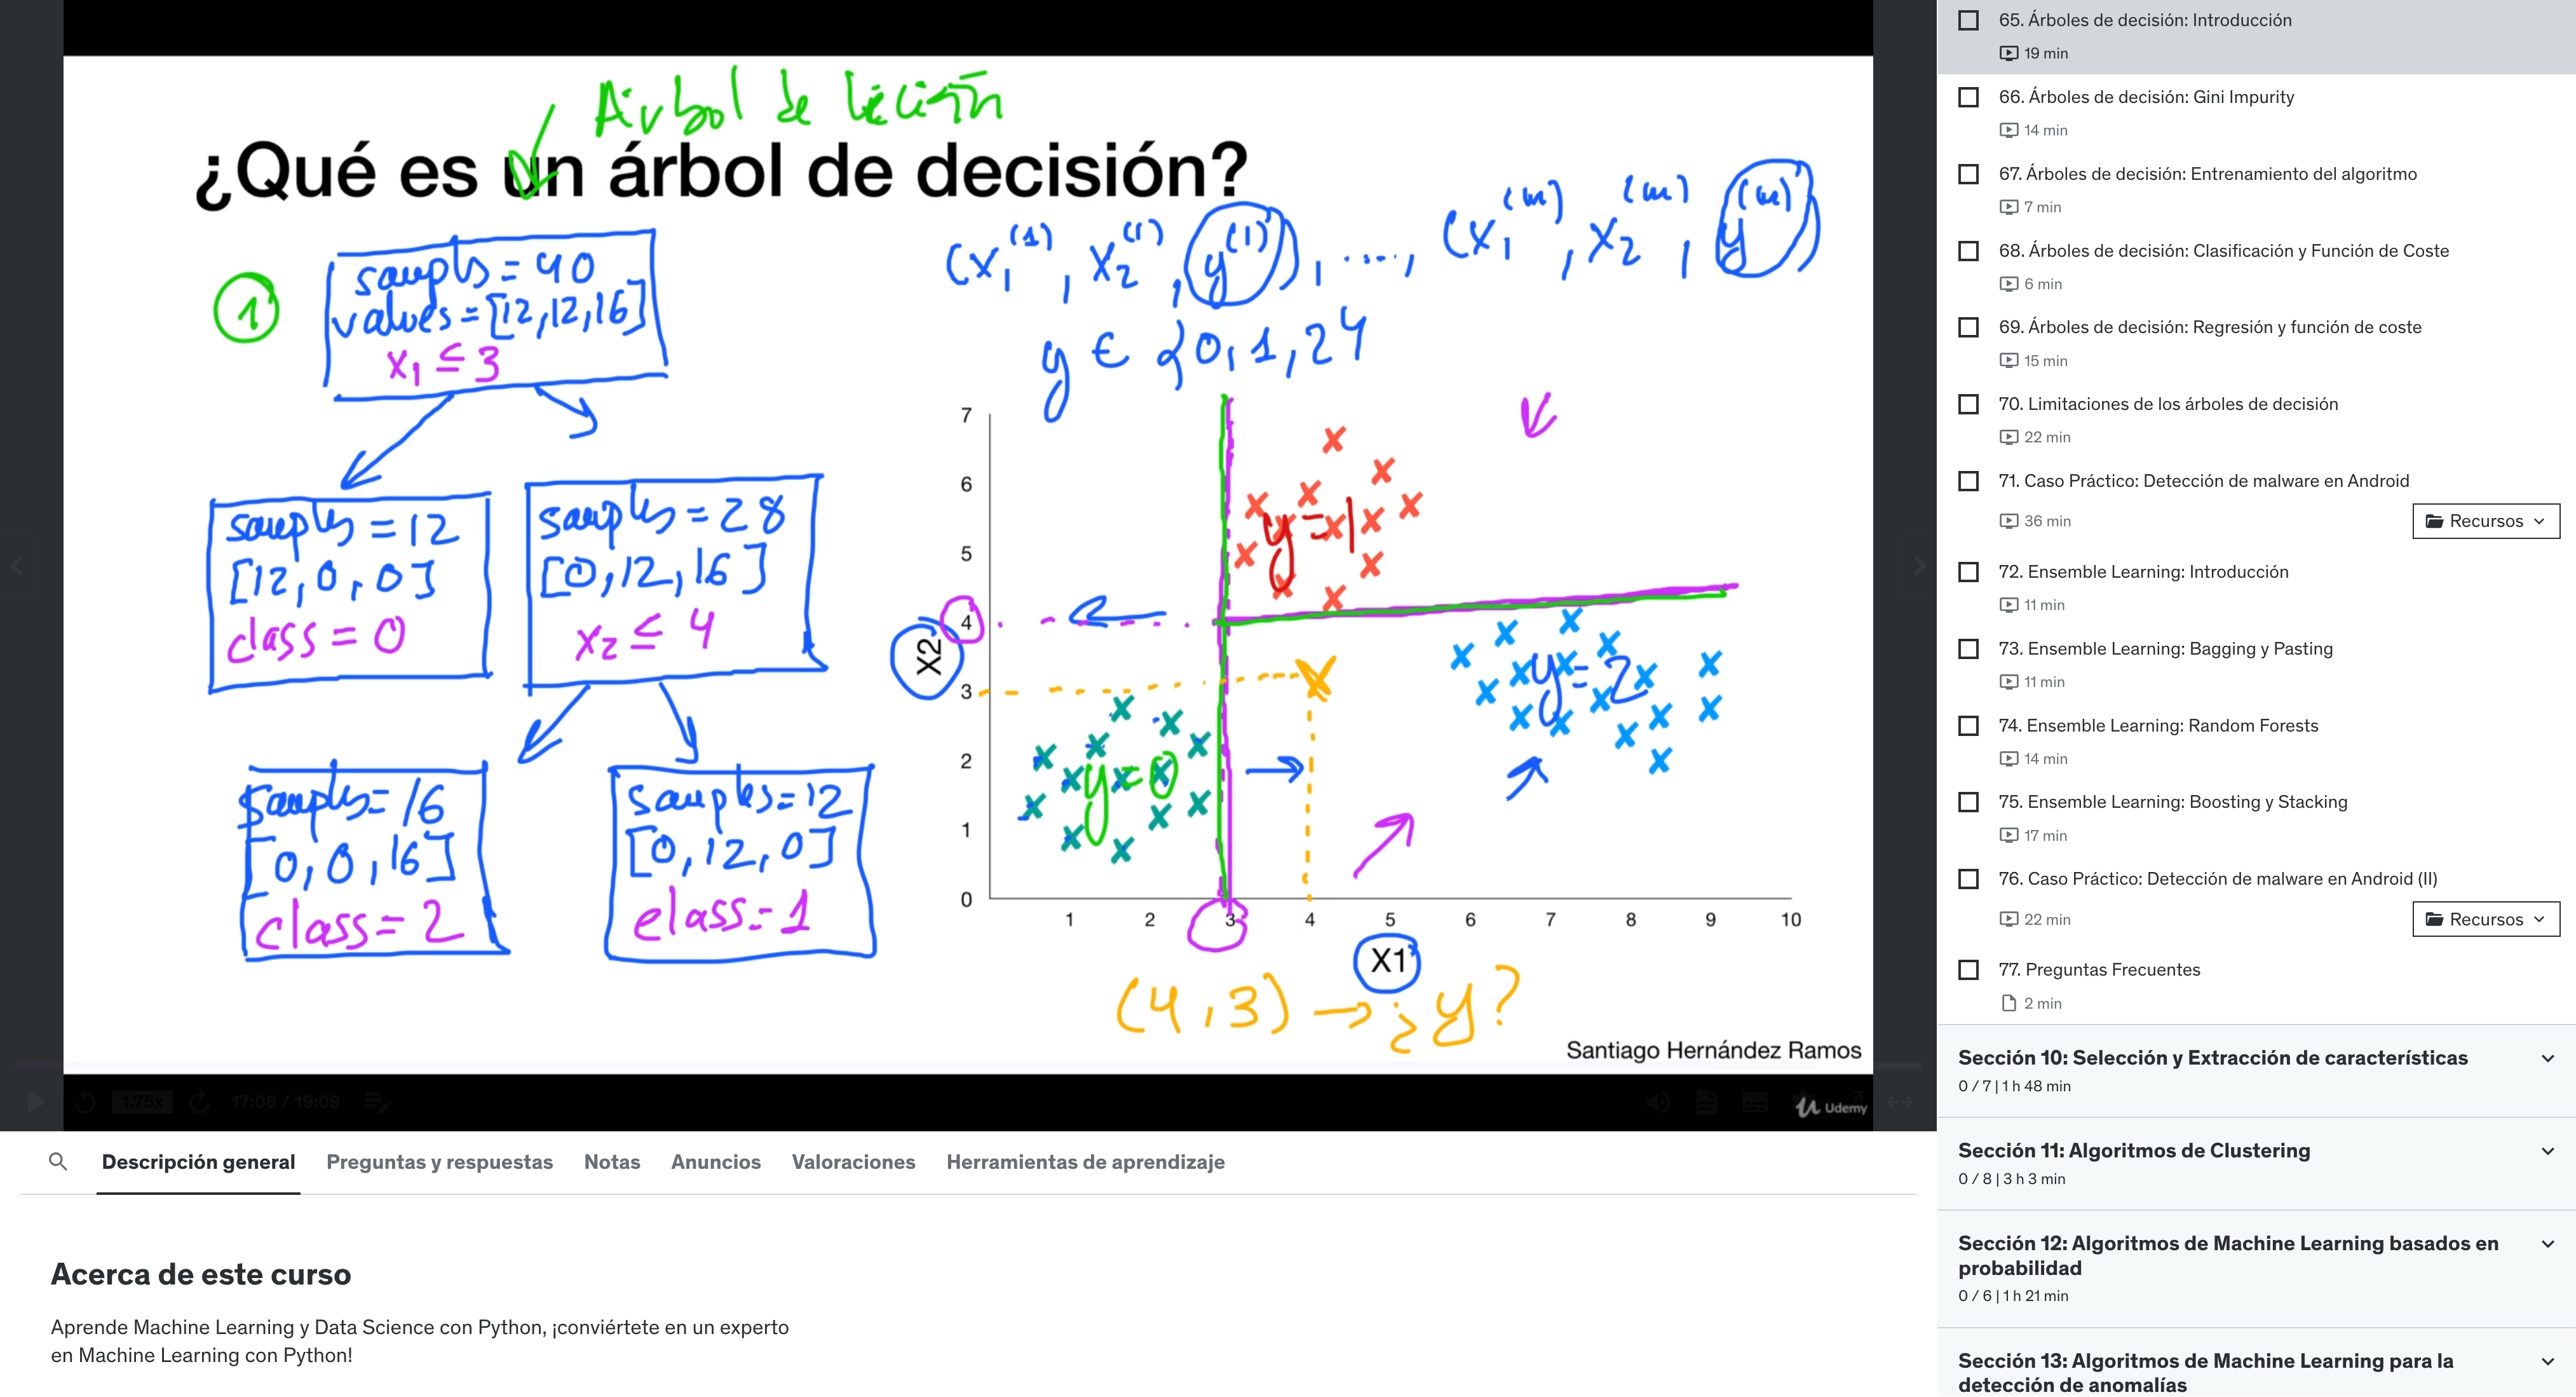 Árbol de decisión
¿Qué es un árbol de decisión?
(x₁⁽¹⁾, x₂⁽¹⁾, y⁽¹⁾), ...., (x₁⁽ᵐ⁾, x₂⁽ᵐ⁾, y⁽ᵐ⁾)
y ∈ {0, 1, 2}
1
samples = 40
values = [12, 12, 16]
x₁ ≤ 3
samples = 12
[12, 0, 0]
class = 0
samples = 28
[0, 12, 16]
x₂ ≤ 4
samples = 16
[0, 0, 16]
class = 2
samples = 12
[0, 12, 0]
class = 1
7
6
5
4
3
2
1
0
X2
y=1
y=2
y=0
1 2 3 4 5 6 7 8 9 10
X1
(4, 3) → ¿y?
Santiago Hernández Ramos
1.75x
17:06 / 19:09
Udemy
Descripción general
Preguntas y respuestas
Notas
Anuncios
Valoraciones
Herramientas de aprendizaje
Acerca de este curso
Aprende Machine Learning y Data Science con Python, ¡conviértete en un experto
en Machine Learning con Python!
65. Árboles de decisión: Introducción
19 min
66. Árboles de decisión: Gini Impurity
14 min
67. Árboles de decisión: Entrenamiento del algoritmo
7 min
68. Árboles de decisión: Clasificación y Función de Coste
6 min
69. Árboles de decisión: Regresión y función de coste
15 min
70. Limitaciones de los árboles de decisión
22 min
71. Caso Práctico: Detección de malware en Android
36 min
Recursos
72. Ensemble Learning: Introducción
11 min
73. Ensemble Learning: Bagging y Pasting
11 min
74. Ensemble Learning: Random Forests
14 min
75. Ensemble Learning: Boosting y Stacking
17 min
76. Caso Práctico: Detección de malware en Android (II)
22 min
Recursos
77. Preguntas Frecuentes
2 min
Sección 10: Selección y Extracción de características
0 / 7 | 1 h 48 min
Sección 11: Algoritmos de Clustering
0 / 8 | 3 h 3 min
Sección 12: Algoritmos de Machine Learning basados en
probabilidad
0 / 6 | 1 h 21 min
Sección 13: Algoritmos de Machine Learning para la
detección de anomalías